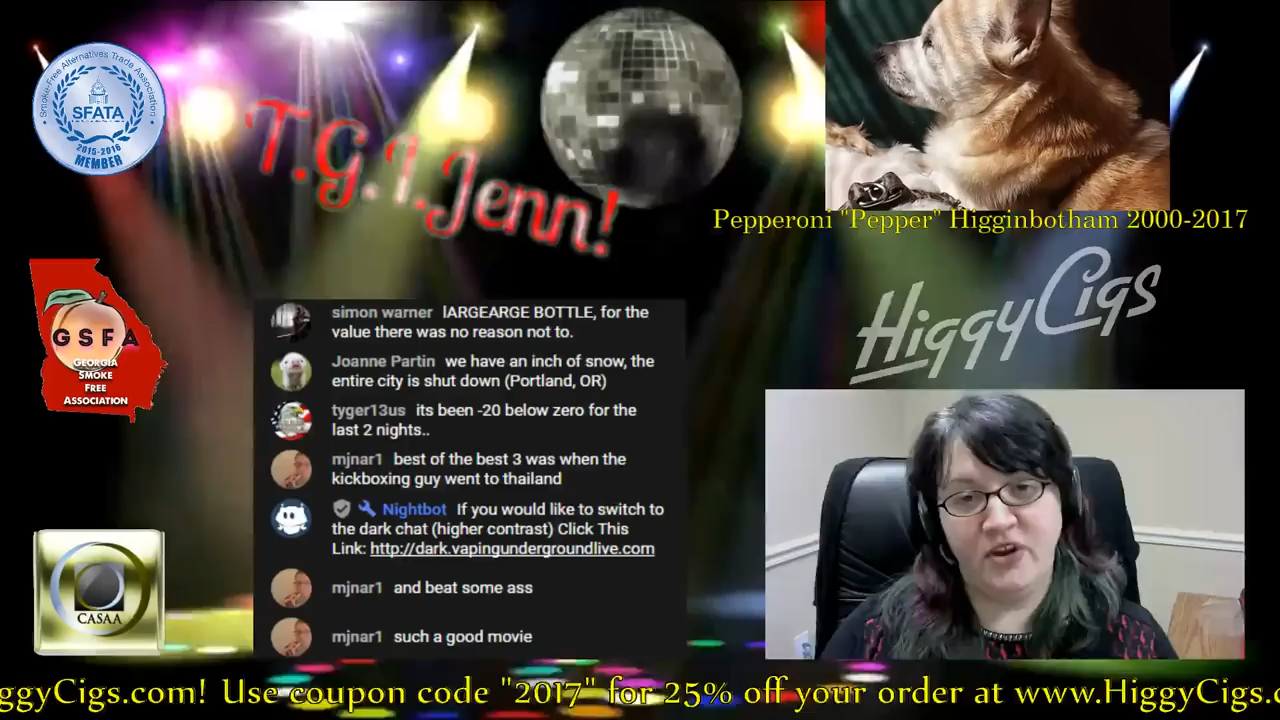 Smoke-Free Alternatives Trade Association
SFATA
2015-2016
MEMBER
T.G.I.Jenn!
Pepperoni "Pepper" Higginbotham 2000-2017
HiggyCigs
GSFA
GEORGIA
SMOKE
FREE
ASSOCIATION
CASAA
simon warner lARGEARGE BOTTLE, for the
value there was no reason not to.
Joanne Partin we have an inch of snow, the
entire city is shut down (Portland, OR)
tyger13us its been -20 below zero for the
last 2 nights..
mjnar1 best of the best 3 was when the
kickboxing guy went to thailand
Nightbot If you would like to switch to
the dark chat (higher contrast) Click This
Link: http://dark.vapingundergroundlive.com
mjnar1 and beat some ass
mjnar1 such a good movie
ggyCigs.com! Use coupon code "2017" for 25% off your order at www.HiggyCigs.c